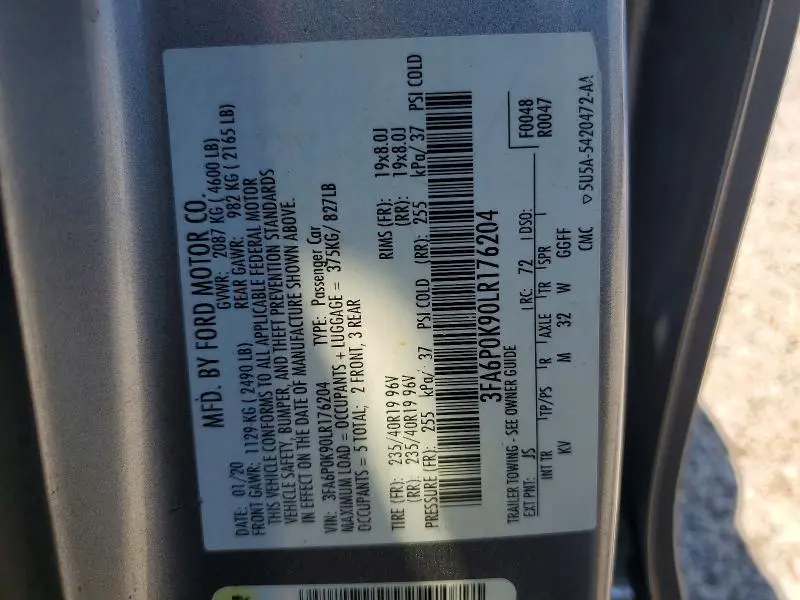 MFD. BY FORD MOTOR CO.
DATE: 01/20 GVWR: 2087 KG ( 4600 LB)
FRONT GAWR: 1129 KG ( 2490 LB) REAR GAWR: 982 KG ( 2165 LB)
THIS VEHICLE CONFORMS TO ALL APPLICABLE FEDERAL MOTOR
VEHICLE SAFETY, BUMPER, AND THEFT PREVENTION STANDARDS
IN EFFECT ON THE DATE OF MANUFACTURE SHOWN ABOVE.
VIN: 3FA6P0K90LR176204 TYPE: Passenger Car
MAXIMUM LOAD = OCCUPANTS + LUGGAGE = 375KG/ 827LB
OCCUPANTS = 5 TOTAL; 2 FRONT, 3 REAR
TIRE (FR): 235/40R19 96V RIMS (FR): 19x8.0J
(RR): 235/40R19 96V (RR): 19x8.0J
PRESSURE (FR): 255 kPa/ 37 PSI COLD (RR): 255 kPa/ 37 PSI COLD
3FA6P0K90LR176204
TRAILER TOWING - SEE OWNER GUIDE
F0048
R0047
EXT PNT: JS RC: 72 DSO:
INT TR TP/PS R AXLE TR SPR
KV M 32 W GGFF
CMC ▽5U5A-5420472-AA